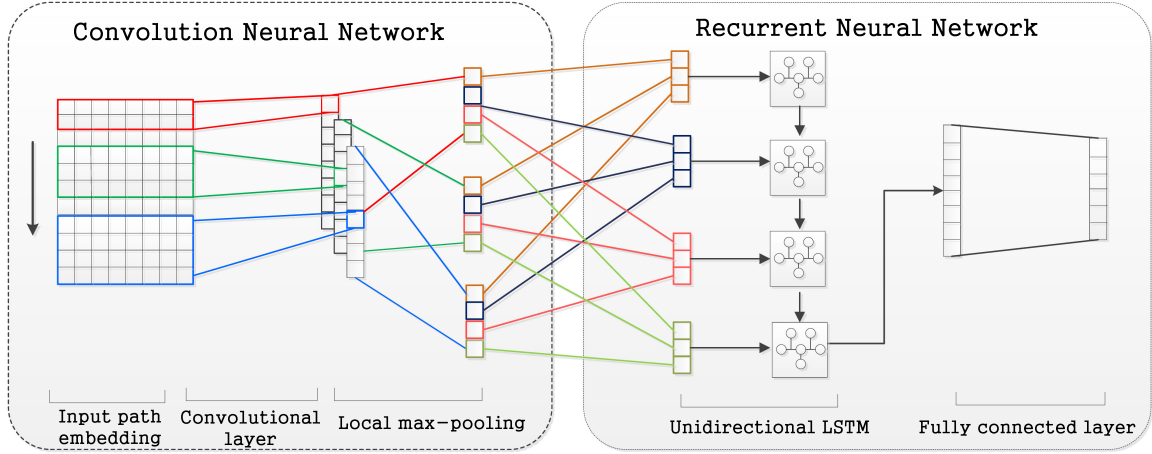 Convolution Neural Network
Recurrent Neural Network
Input path
embedding
Convolutional
layer
Local max-pooling
Unidirectional LSTM
Fully connected layer